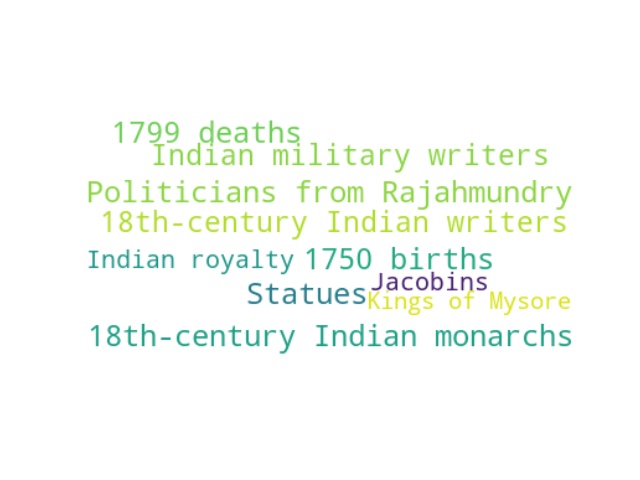 1799 deaths
Indian military writers
Politicians from Rajahmundry
18th-century Indian writers
Indian royalty 1750 births
Jacobins
Statues
Kings of Mysore
18th-century Indian monarchs